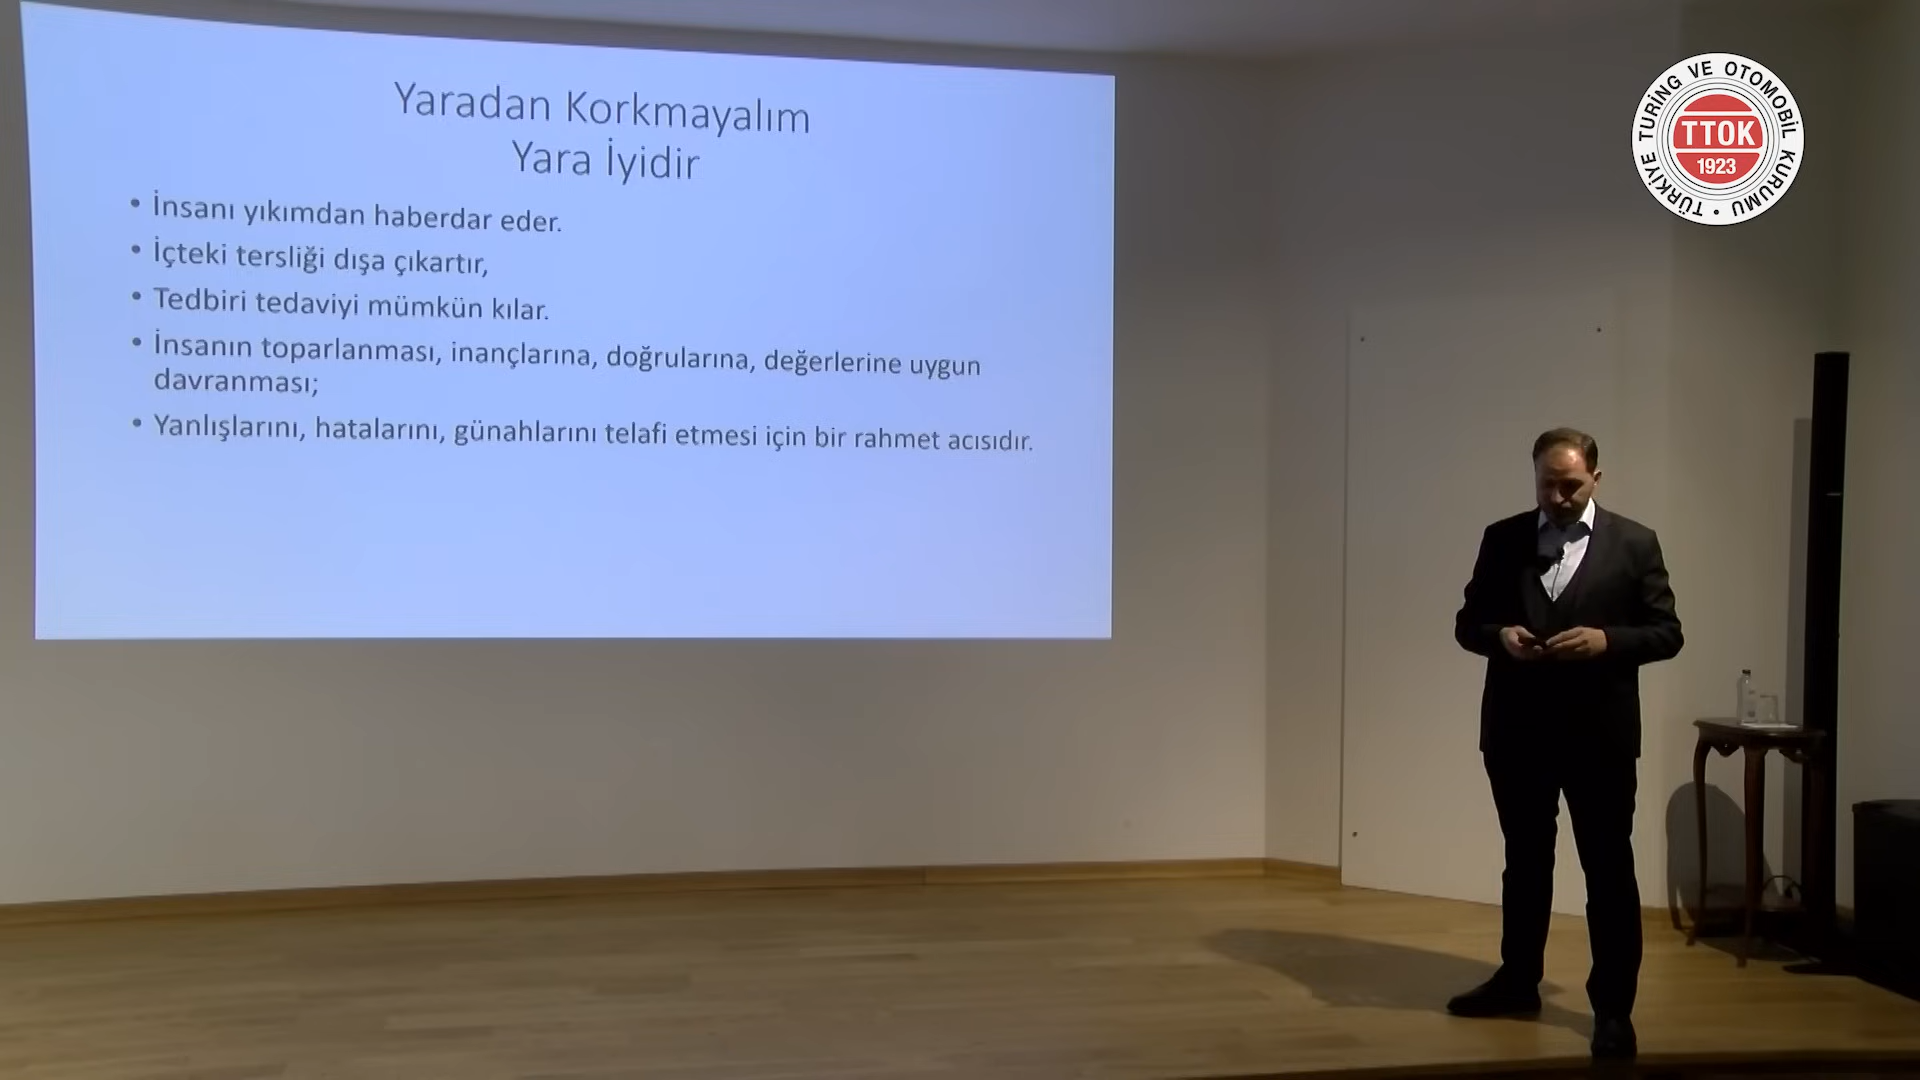 Yaradan Korkmayalım
Yara İyidir
• İnsanı yıkımdan haberdar eder.
• İçteki tersliği dışa çıkartır,
• Tedbiri tedaviyi mümkün kılar.
• İnsanın toparlanması, inançlarına, doğrularına, değerlerine uygun
davranması;
• Yanlışlarını, hatalarını, günahlarını telafi etmesi için bir rahmet acısıdır.
TÜRKİYE TURİNG VE OTOMOBİL KURUMU •
TTOK
1923